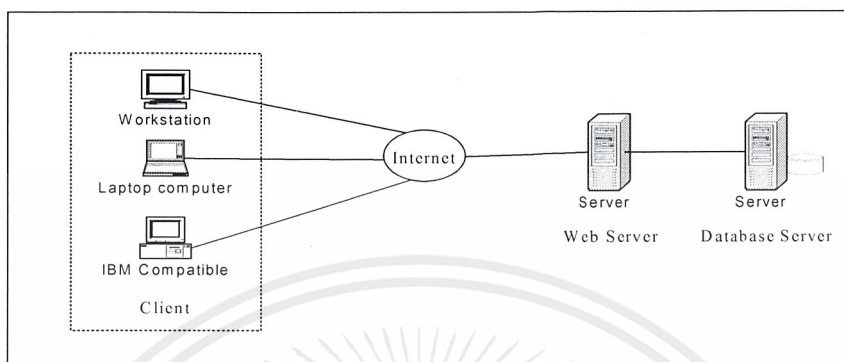 Workstation
Laptop computer
IBM Compatible
Client
Internet
Server
Web Server
Server
Database Server